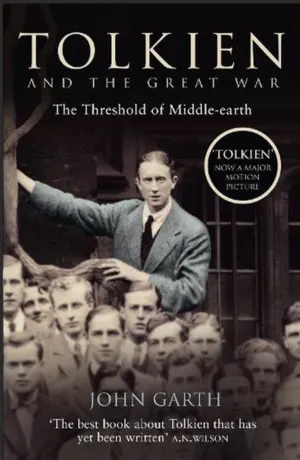 TOLKIEN
AND THE GREAT WAR
The Threshold of Middle-earth
'TOLKIEN'
NOW A MAJOR
MOTION
PICTURE
JOHN GARTH
'The best book about Tolkien that has
yet been written' A.N.WILSON